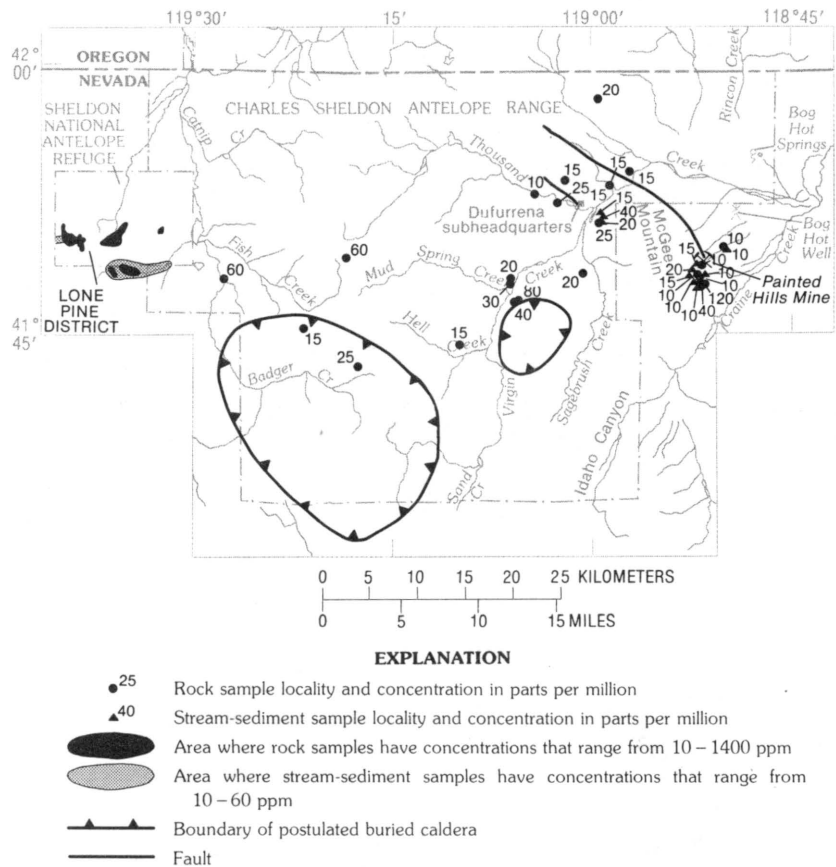 119°30'
15'
119°00'
118°45'
42°
00'
OREGON
NEVADA
SHELDON
NATIONAL
ANTELOPE
REFUGE
CHARLES SHELDON ANTELOPE RANGE
Catnip
Cr
Rincon Creek
20
Bog
Hot
Springs
Thousand
Creek
15
15
10
25
15
15
Dufurrena
subheadquarters
15
40
20
25
McGee
Mountain
Bog
Hot
Well
Fish
Creek
60
60
Mud
Spring
Creek
Creek
20
30
80
40
20
10
10
15
10
20
10
15
10
10
10
120
10
40
Painted
Hills Mine
Craine
Creek
LONE
PINE
DISTRICT
41°
45'
15
25
Hell
Creek
15
Badger
Cr
Virgin
Sagebrush Creek
Idaho Canyon
Sand
Cr
0 5 10 15 20 25 KILOMETERS
0 5 10 15 MILES
EXPLANATION
25 Rock sample locality and concentration in parts per million
40 Stream-sediment sample locality and concentration in parts per million
Area where rock samples have concentrations that range from 10 – 1400 ppm
Area where stream-sediment samples have concentrations that range from
10 – 60 ppm
Boundary of postulated buried caldera
Fault